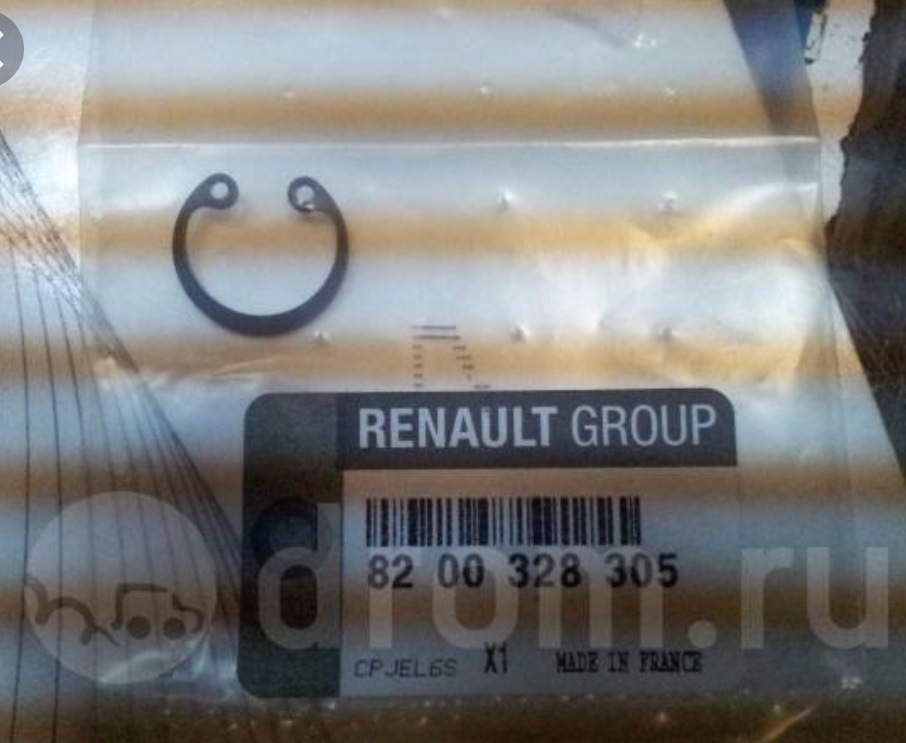 RENAULT GROUP
82 00 328 305
CPJEL6S X1 MADE IN FRANCE
drom.ru